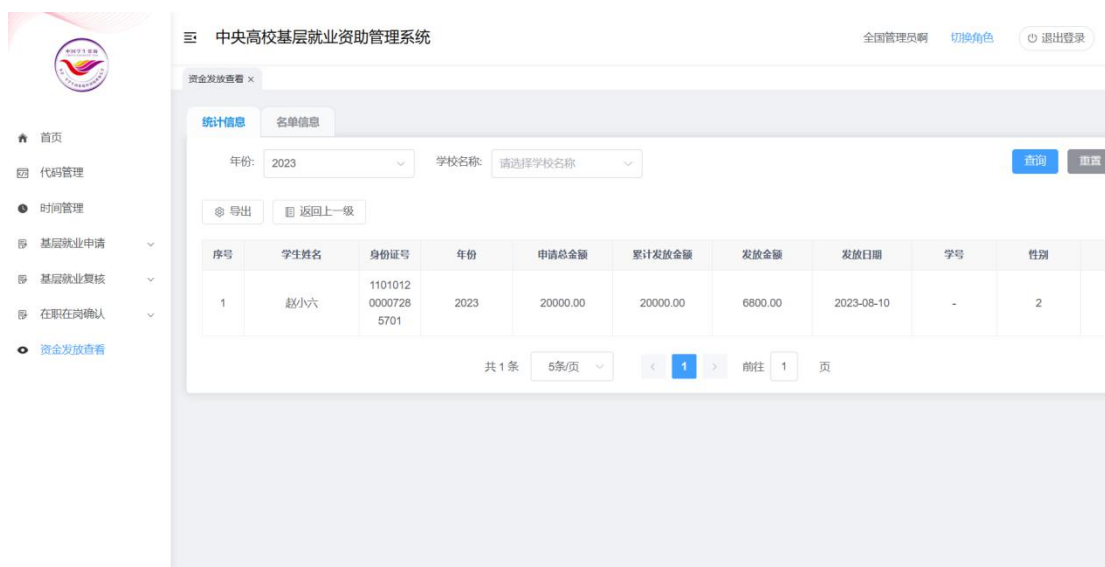 中央高校基层就业资助管理系统
全国管理员啊 切换角色 退出登录
资金发放查看 ×
首页
代码管理
时间管理
基层就业申请
基层就业复核
在职在岗确认
资金发放查看
统计信息 名单信息
年份: 2023 学校名称: 请选择学校名称 查询 重置
导出 返回上一级
序号 学生姓名 身份证号 年份 申请总金额 累计发放金额 发放金额 发放日期 学号 性别
1 赵小六 1101012 2023 20000.00 20000.00 6800.00 2023-08-10 - 2
0000728
5701
共 1 条 5条/页 < 1 > 前往 1 页